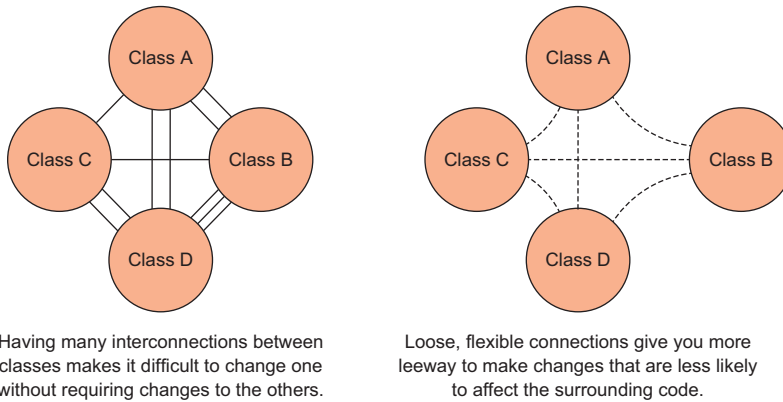 Class A
Class C
Class B
Class D
Having many interconnections between
classes makes it difficult to change one
without requiring changes to the others.
Class A
Class C
Class B
Class D
Loose, flexible connections give you more
leeway to make changes that are less likely
to affect the surrounding code.